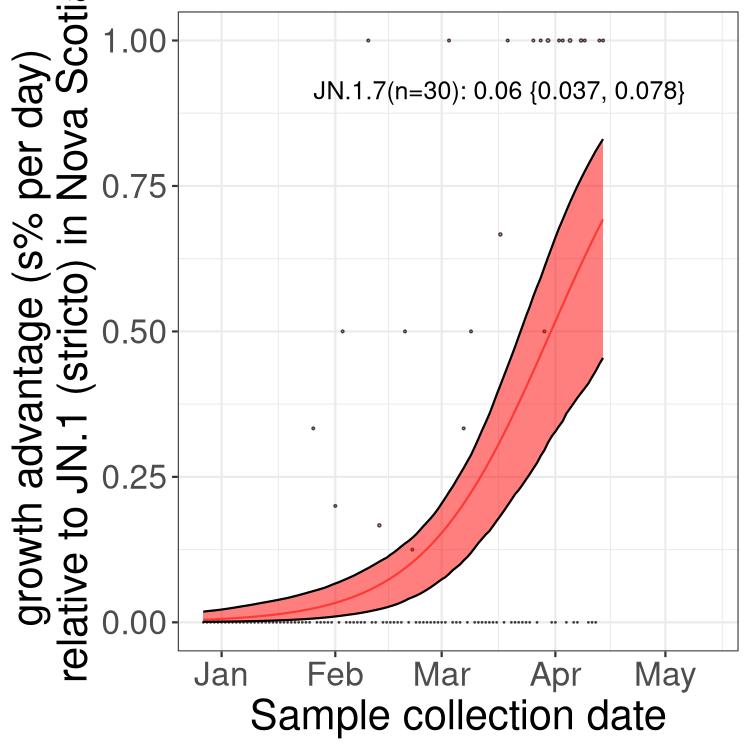 growth advantage (s% per day)
relative to JN.1 (stricto) in Nova Scotia
1.00
0.75
0.50
0.25
0.00
JN.1.7(n=30): 0.06 {0.037, 0.078}
Jan Feb Mar Apr May
Sample collection date